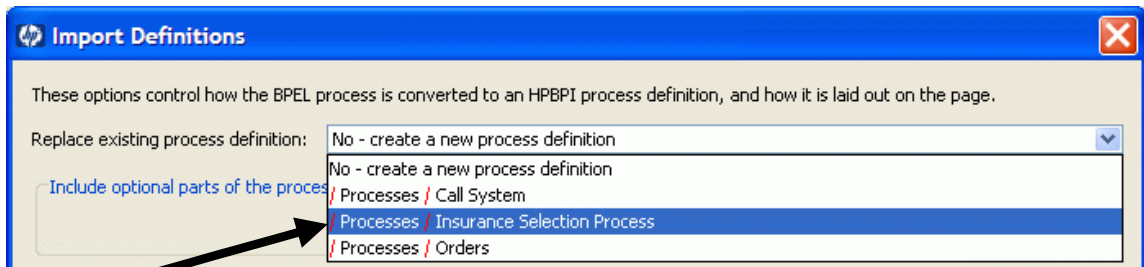 Import Definitions
These options control how the BPEL process is converted to an HPBPI process definition, and how it is laid out on the page.
Replace existing process definition: No - create a new process definition
No - create a new process definition
Include optional parts of the proces
/ Processes / Call System
/ Processes / Insurance Selection Process
/ Processes / Orders